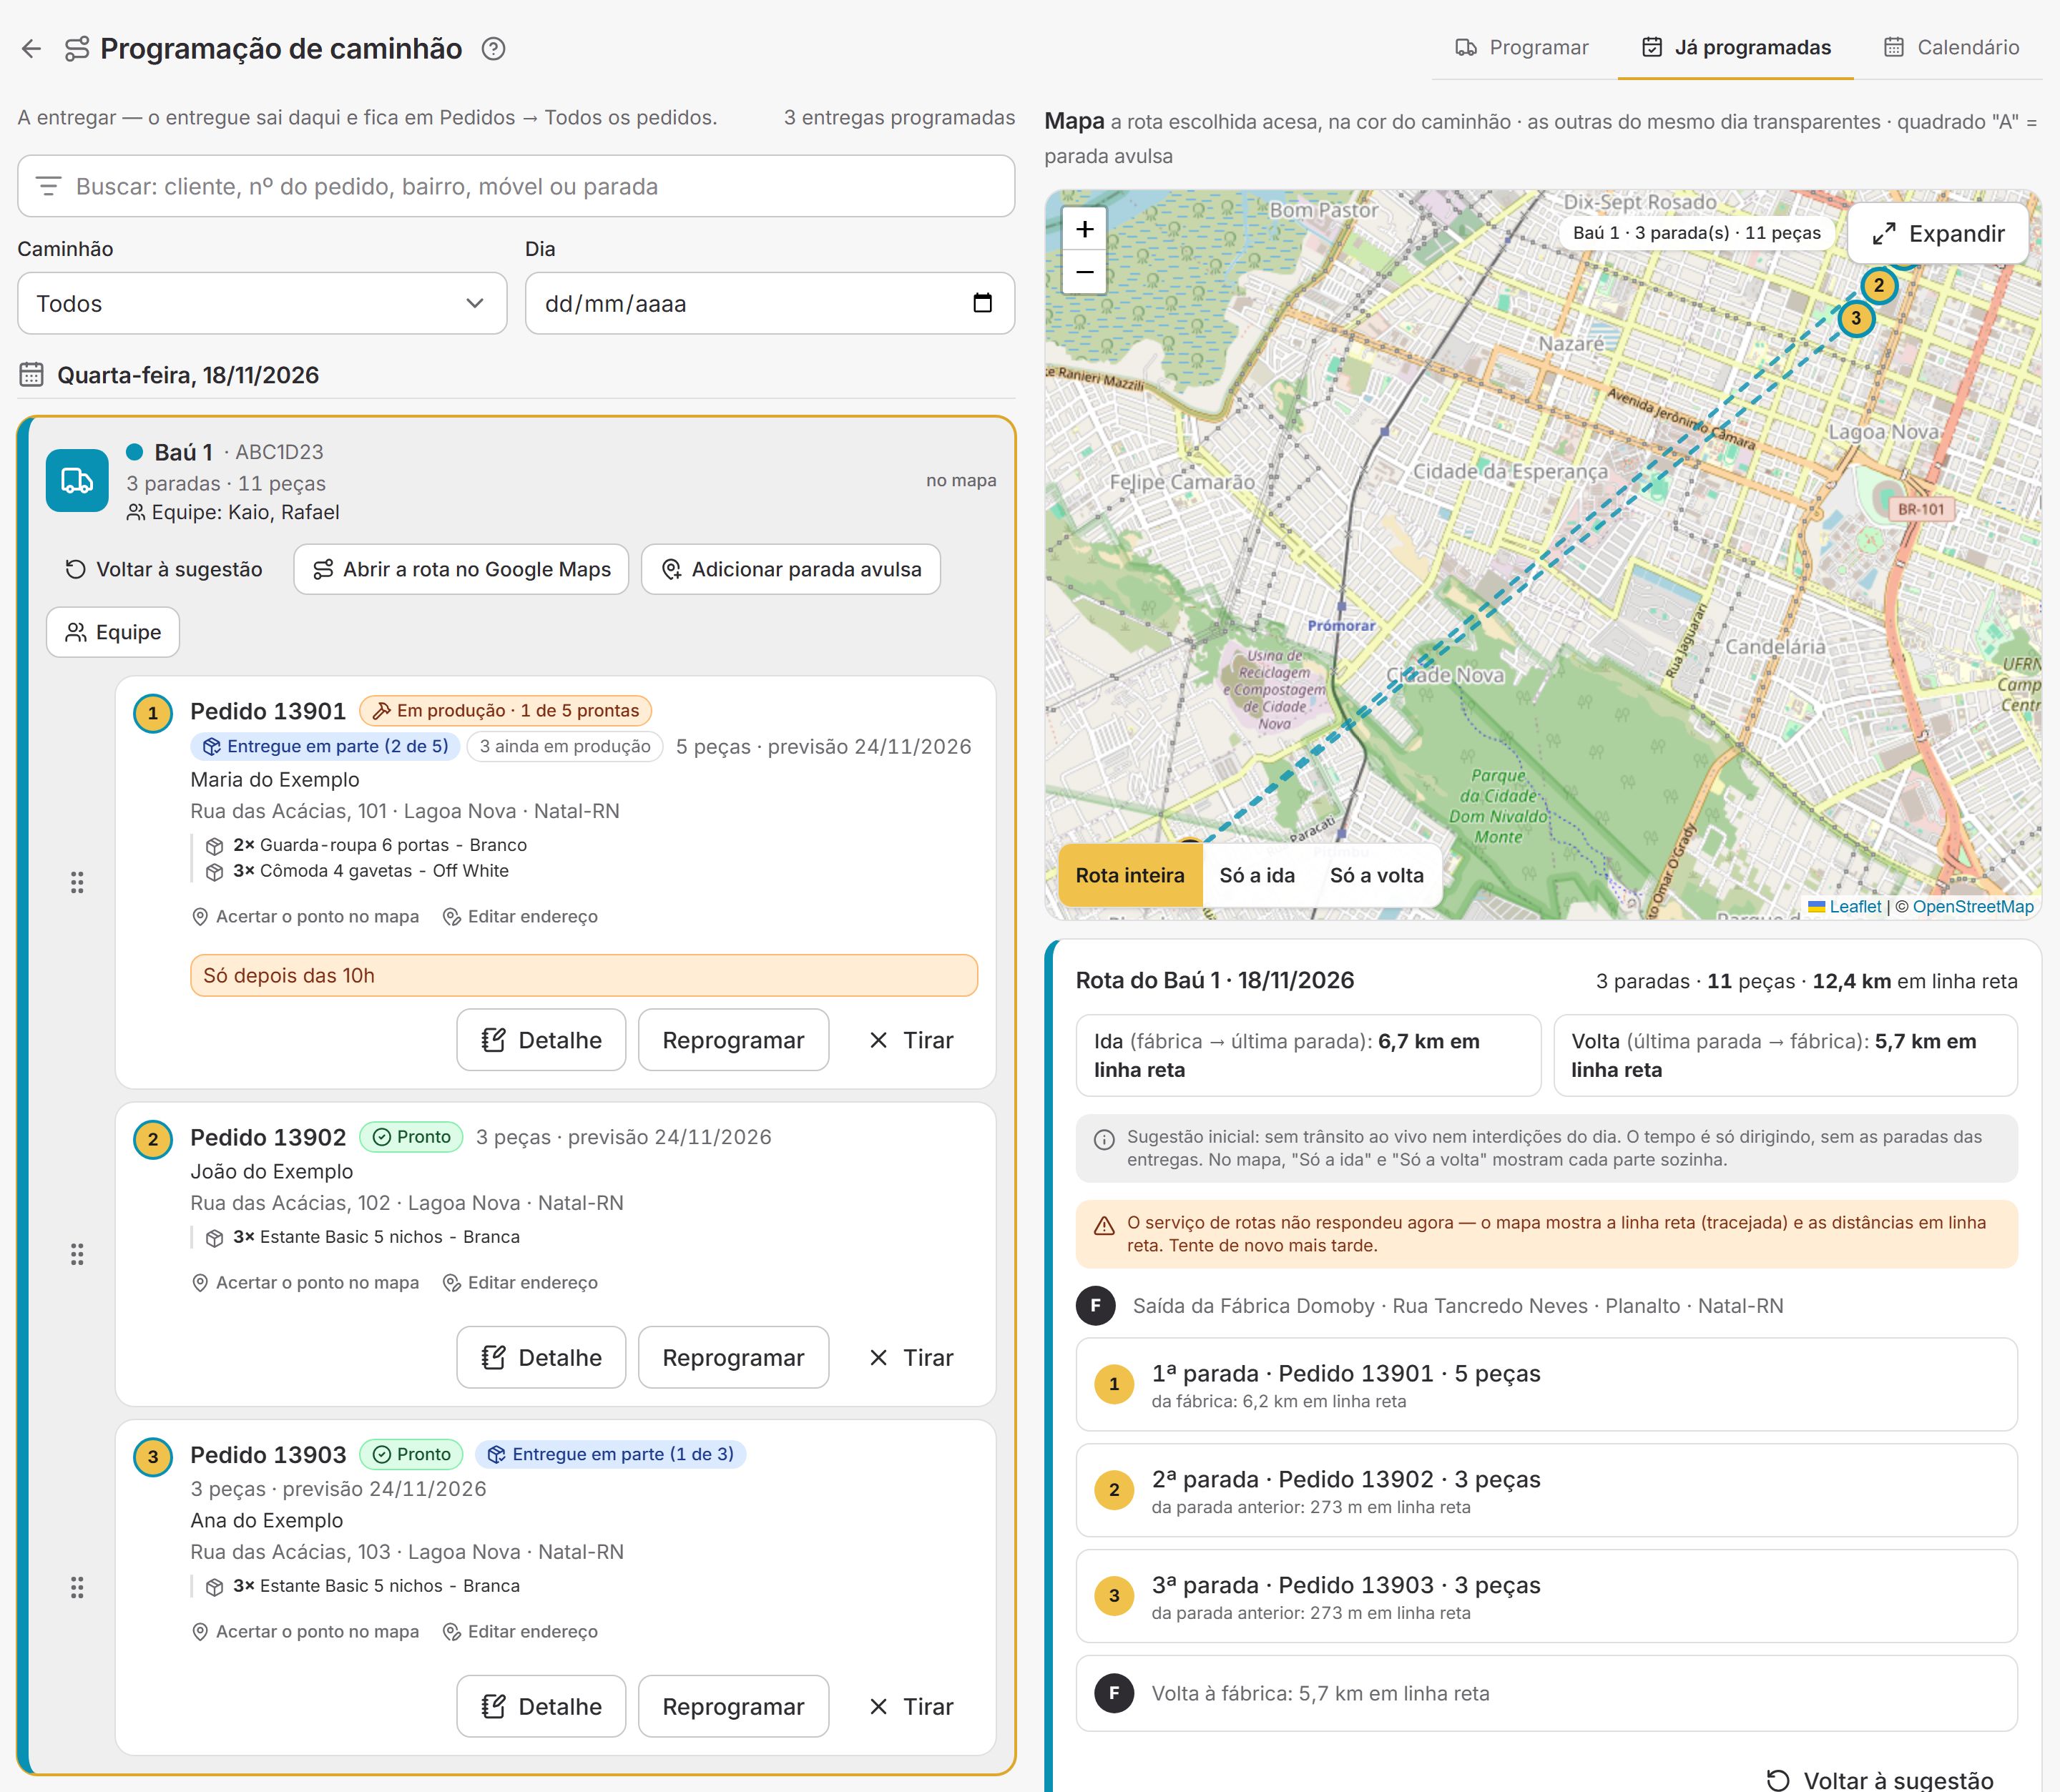 Programação de caminhão
Programar
Já programadas
Calendário
A entregar — o entregue sai daqui e fica em Pedidos → Todos os pedidos.
3 entregas programadas
Buscar: cliente, nº do pedido, bairro, móvel ou parada
Caminhão
Dia
Todos
dd/mm/aaaa
Quarta-feira, 18/11/2026
Baú 1 · ABC1D23
3 paradas · 11 peças
Equipe: Kaio, Rafael
no mapa
Voltar à sugestão
Abrir a rota no Google Maps
Adicionar parada avulsa
Equipe
1
Pedido 13901
Em produção · 1 de 5 prontas
Entregue em parte (2 de 5)
3 ainda em produção
5 peças · previsão 24/11/2026
Maria do Exemplo
Rua das Acácias, 101 · Lagoa Nova · Natal-RN
2× Guarda-roupa 6 portas - Branco
3× Cômoda 4 gavetas - Off White
Acertar o ponto no mapa
Editar endereço
Só depois das 10h
Detalhe
Reprogramar
Tirar
2
Pedido 13902
Pronto
3 peças · previsão 24/11/2026
João do Exemplo
Rua das Acácias, 102 · Lagoa Nova · Natal-RN
3× Estante Basic 5 nichos - Branca
Acertar o ponto no mapa
Editar endereço
Detalhe
Reprogramar
Tirar
3
Pedido 13903
Pronto
Entregue em parte (1 de 3)
3 peças · previsão 24/11/2026
Ana do Exemplo
Rua das Acácias, 103 · Lagoa Nova · Natal-RN
3× Estante Basic 5 nichos - Branca
Acertar o ponto no mapa
Editar endereço
Detalhe
Reprogramar
Tirar
Mapa a rota escolhida acesa, na cor do caminhão · as outras do mesmo dia transparentes · quadrado "A" =
parada avulsa
+
−
Bom Pastor
Dix-Sept Rosado
Baú 1 · 3 parada(s) · 11 peças
Expandir
2
3
Nazaré
te Ranieri Mazzili
Avenida Jerônimo Câmara
Lagoa Nova
Cidade da Esperança
Felipe Camarão
BR-101
Prómorar
Rua Jaguarari
Candelária
Usina de
Reciclagem
e Compostagem
de Cidade
Nova
Cidade Nova
UFRN
Camp
Centr
Parque
da Cidade
Dom Nivaldo
Monte
Paracati
to Omar O'Grady
Rota inteira
Só a ida
Só a volta
Leaflet | © OpenStreetMap
Rota do Baú 1 · 18/11/2026
3 paradas · 11 peças · 12,4 km em linha reta
Ida (fábrica → última parada): 6,7 km em
linha reta
Volta (última parada → fábrica): 5,7 km em
linha reta
Sugestão inicial: sem trânsito ao vivo nem interdições do dia. O tempo é só dirigindo, sem as paradas das
entregas. No mapa, "Só a ida" e "Só a volta" mostram cada parte sozinha.
O serviço de rotas não respondeu agora — o mapa mostra a linha reta (tracejada) e as distâncias em linha
reta. Tente de novo mais tarde.
F
Saída da Fábrica Domoby · Rua Tancredo Neves · Planalto · Natal-RN
1
1ª parada · Pedido 13901 · 5 peças
da fábrica: 6,2 km em linha reta
2
2ª parada · Pedido 13902 · 3 peças
da parada anterior: 273 m em linha reta
3
3ª parada · Pedido 13903 · 3 peças
da parada anterior: 273 m em linha reta
F
Volta à fábrica: 5,7 km em linha reta
Voltar à sugestão